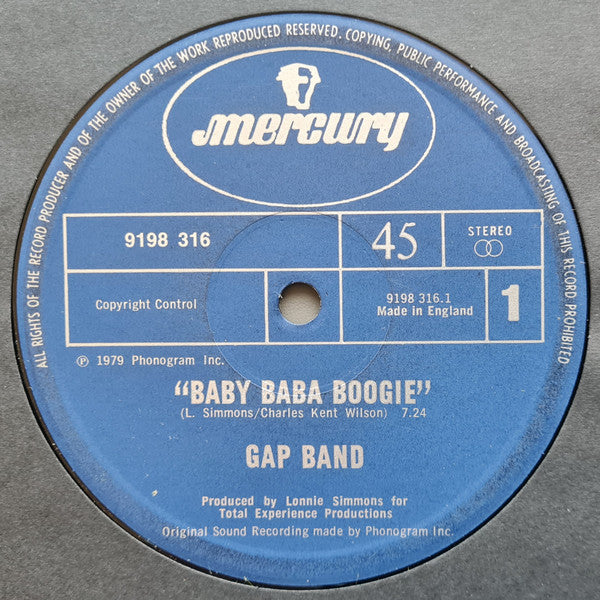 ALL RIGHTS OF THE RECORD PRODUCER AND OF THE OWNER OF THE WORK REPRODUCED RESERVED. COPYING, PUBLIC PERFORMANCE AND BROADCASTING OF THIS RECORD PROHIBITED
mercury
9198 316
45
STEREO
Copyright Control
9198 316.1
Made in England
1
℗ 1979 Phonogram Inc.
"BABY BABA BOOGIE"
(L. Simmons/Charles Kent Wilson) 7.24
GAP BAND
Produced by Lonnie Simmons for
Total Experience Productions
Original Sound Recording made by Phonogram Inc.